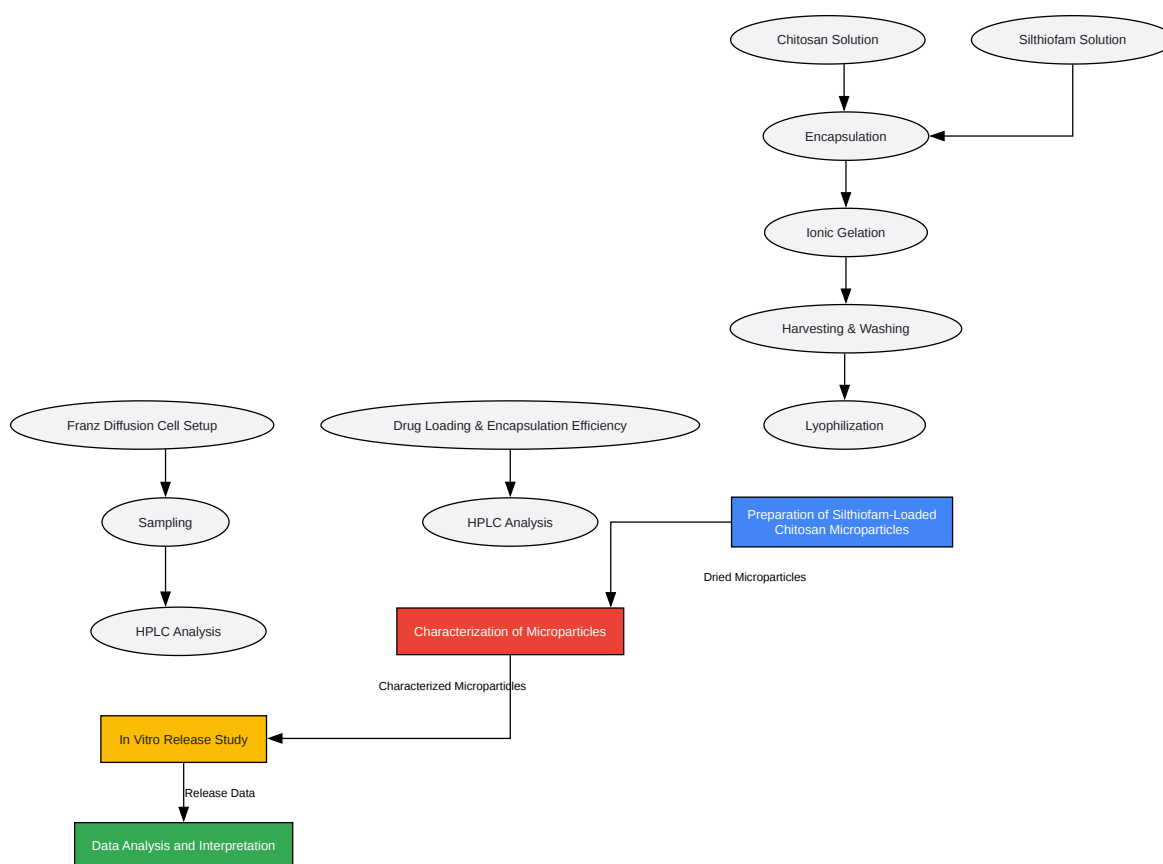 Chitosan Solution
Silthiofam Solution
Encapsulation
Ionic Gelation
Harvesting & Washing
Franz Diffusion Cell Setup
Drug Loading & Encapsulation Efficiency
Lyophilization
Sampling
HPLC Analysis
Preparation of Silthiofam-Loaded
Chitosan Microparticles
Dried Microparticles
HPLC Analysis
Characterization of Microparticles
Characterized Microparticles
In Vitro Release Study
Release Data
Data Analysis and Interpretation